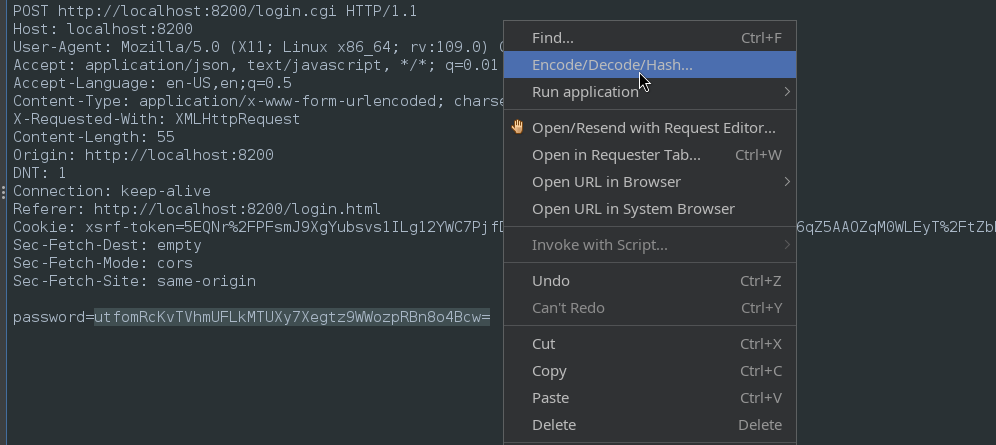 POST http://localhost:8200/login.cgi HTTP/1.1
Host: localhost:8200
User-Agent: Mozilla/5.0 (X11; Linux x86_64; rv:109.0)
Accept: application/json, text/javascript, */*; q=0.01
Accept-Language: en-US,en;q=0.5
Content-Type: application/x-www-form-urlencoded; charse
X-Requested-With: XMLHttpRequest
Content-Length: 55
Origin: http://localhost:8200
DNT: 1
Connection: keep-alive
Referer: http://localhost:8200/login.html
Cookie: xsrf-token=5EQNr%2FPFsmJ9XgYubsvs1ILg12YWC7Pjf 6qZ5AAOZqM0WLEyT%2FtZb
Sec-Fetch-Dest: empty
Sec-Fetch-Mode: cors
Sec-Fetch-Site: same-origin
password=utfomRcKvTVhmUFLkMTUXy7Xegtz9WWozpRBn8o4Bcw=
Find... Ctrl+F
Encode/Decode/Hash...
Run application
Open/Resend with Request Editor...
Open in Requester Tab... Ctrl+W
Open URL in Browser
Open URL in System Browser
Invoke with Script...
Undo Ctrl+Z
Can't Redo Ctrl+Y
Cut Ctrl+X
Copy Ctrl+C
Paste Ctrl+V
Delete Delete